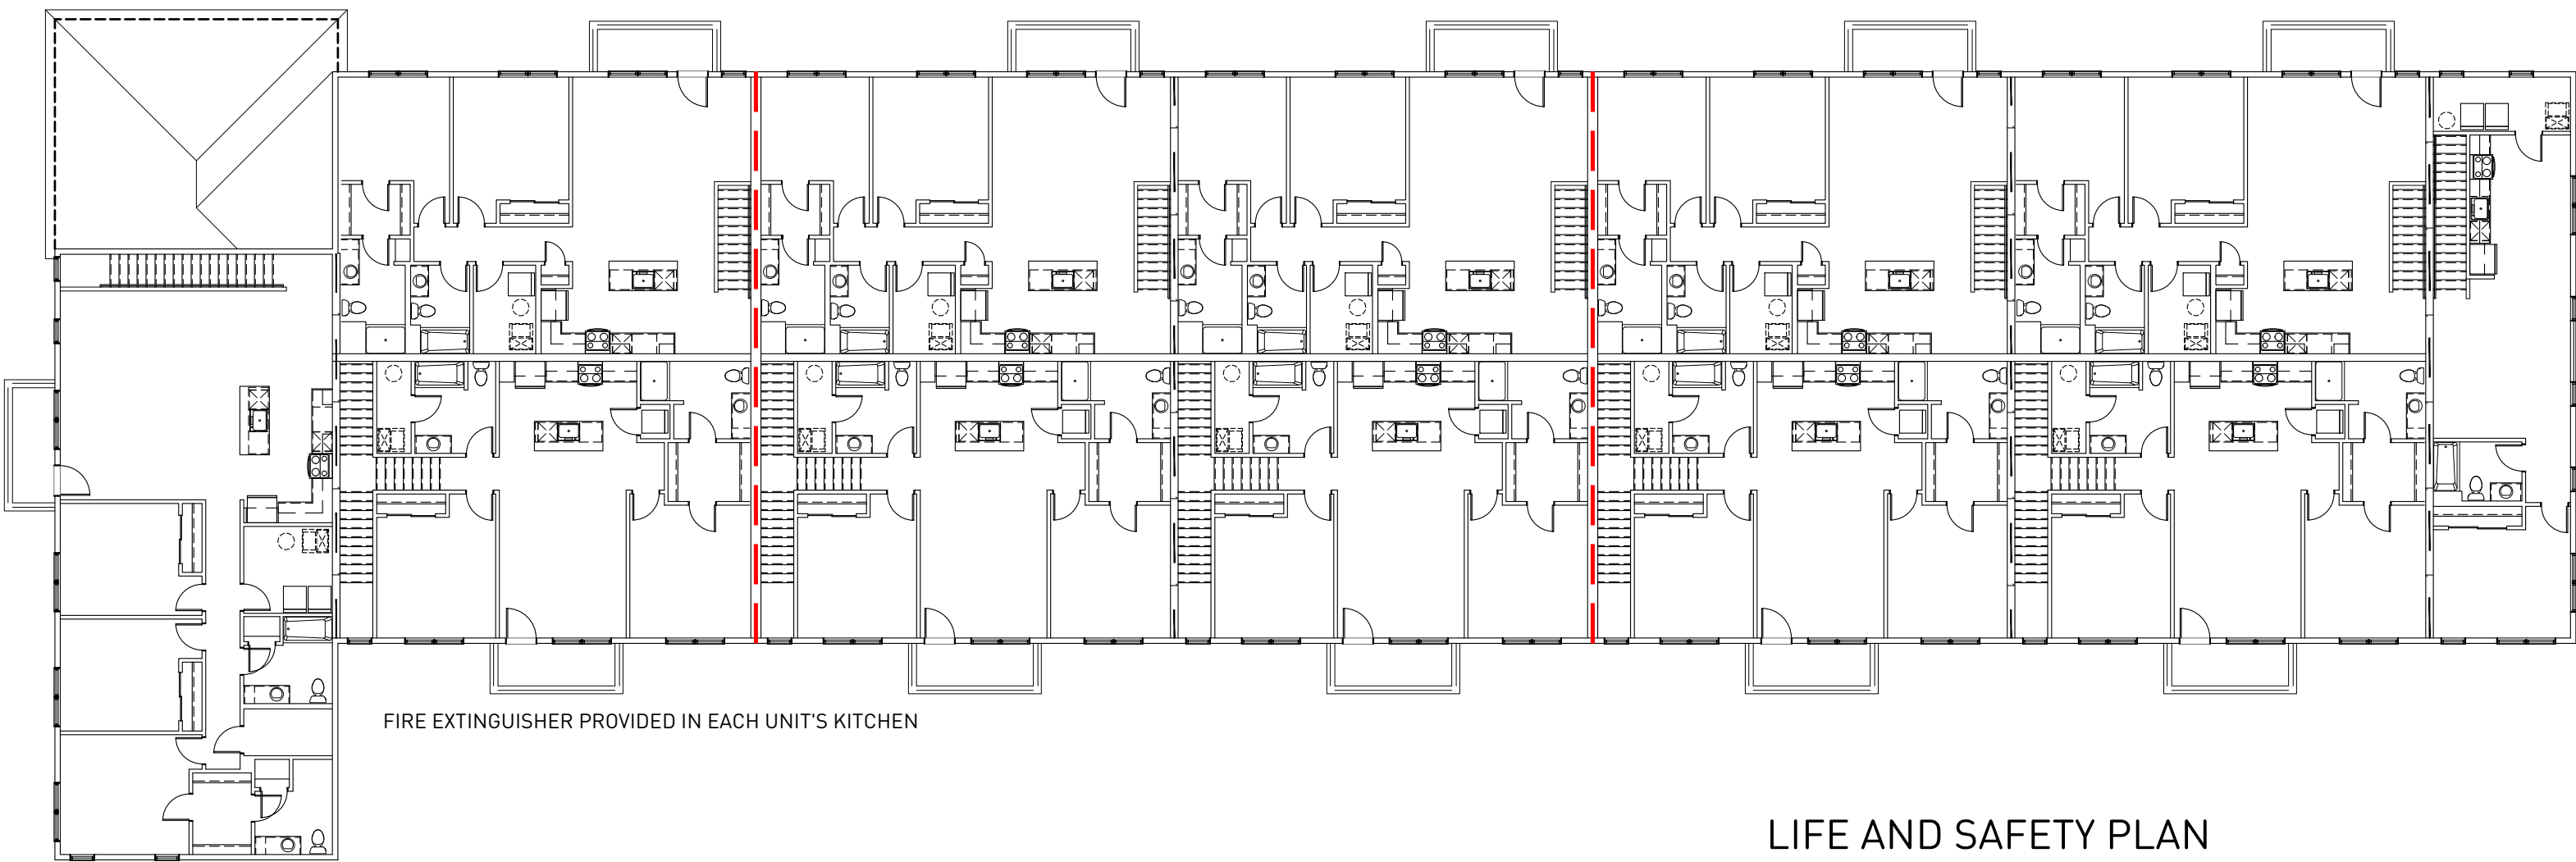 FIRE EXTINGUISHER PROVIDED IN EACH UNIT'S KITCHEN
LIFE AND SAFETY PLAN